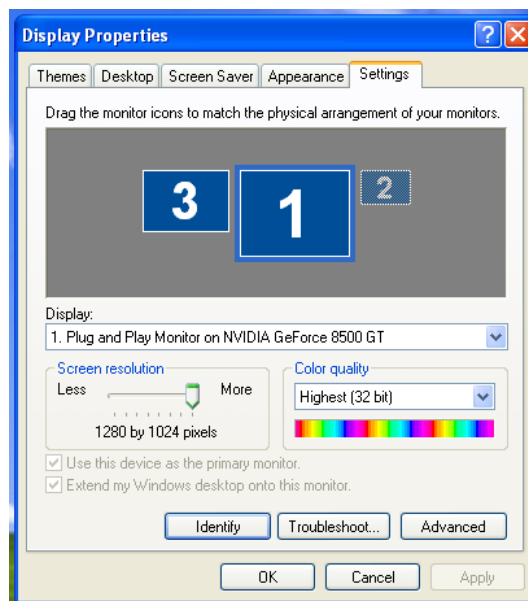 Display Properties
Themes Desktop Screen Saver Appearance Settings
Drag the monitor icons to match the physical arrangement of your monitors.
3 1 2
Display:
1. Plug and Play Monitor on NVIDIA GeForce 8500 GT
Screen resolution
Less More
1280 by 1024 pixels
Color quality
Highest (32 bit)
Use this device as the primary monitor.
Extend my Windows desktop onto this monitor.
Identify Troubleshoot... Advanced
OK Cancel Apply